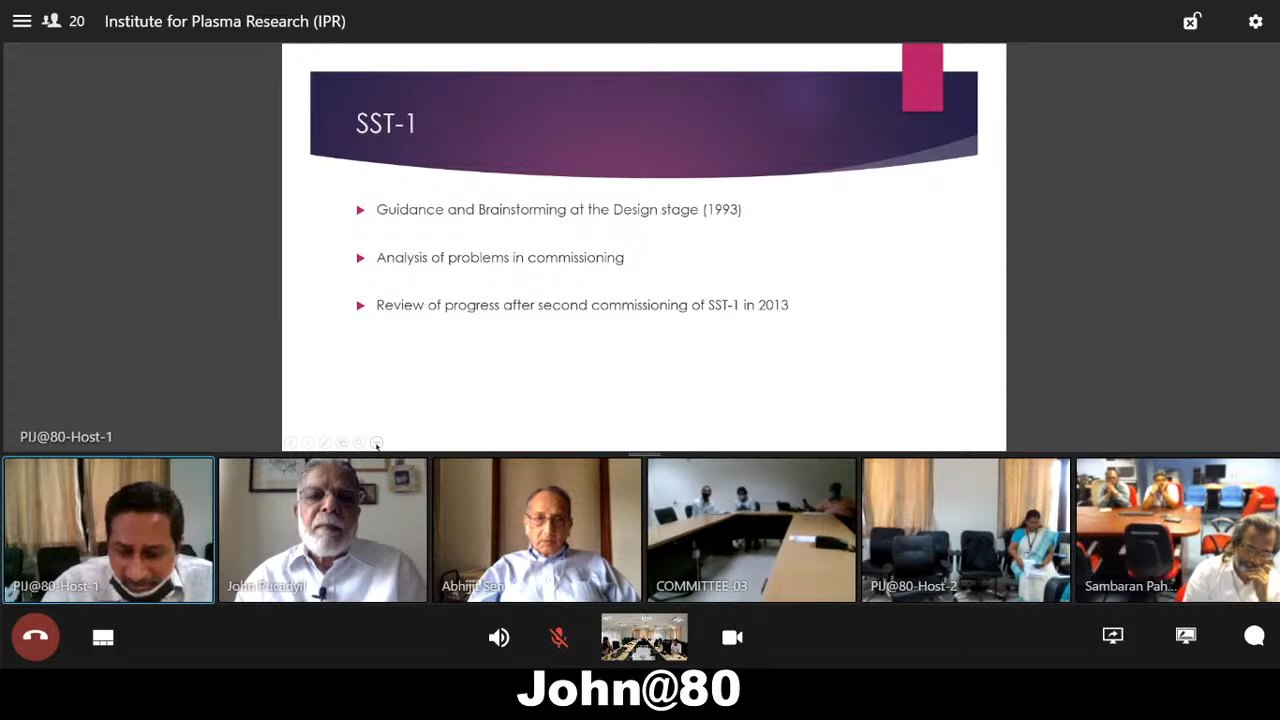 20 Institute for Plasma Research (IPR)
SST-1
Guidance and Brainstorming at the Design stage (1993)
Analysis of problems in commissioning
Review of progress after second commissioning of SST-1 in 2013
PIJ@80-Host-1
PIJ@80-Host-1
John Pucadyil
Abhijit Sen
COMMITTEE-03
PIJ@80-Host-2
Sambaran Pah...
John@80